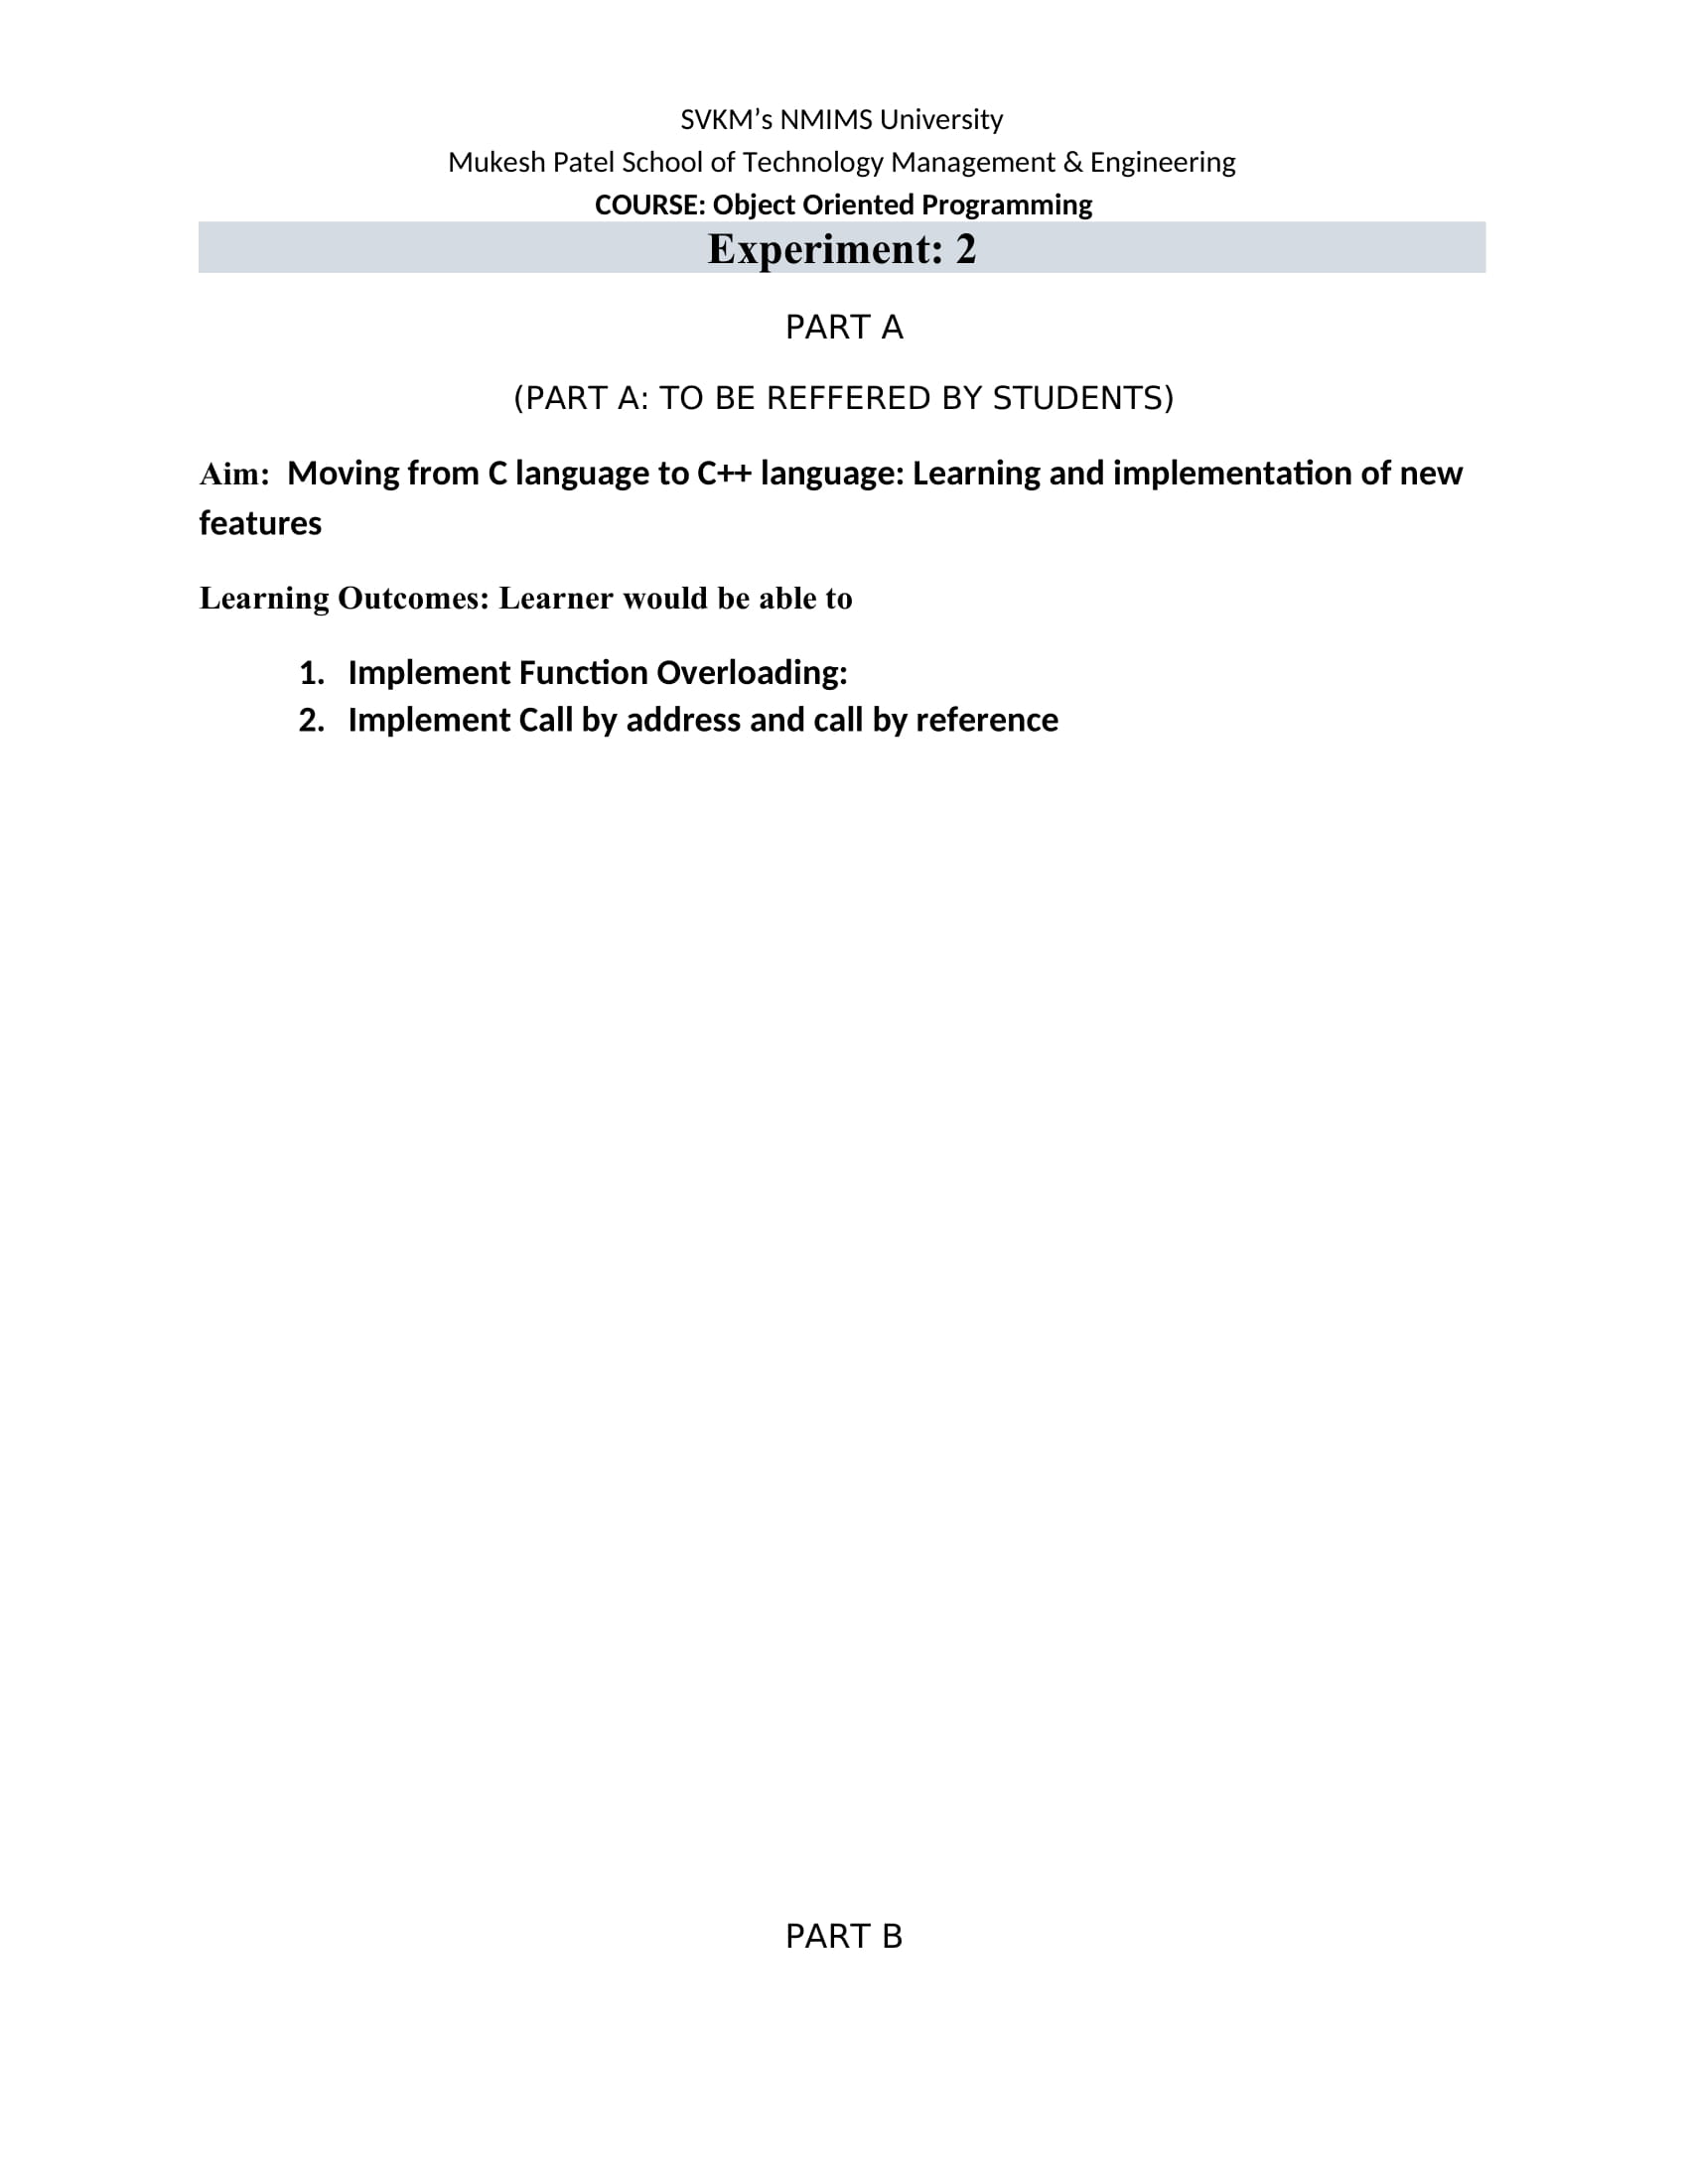 SVKM’s NMIMS University
Mukesh Patel School of Technology Management & Engineering
COURSE: Object Oriented Programming
Experiment: 2
PART A
(PART A: TO BE REFFERED BY STUDENTS)
Aim:  Moving from C language to C++ language: Learning and implementation of new
features
Learning Outcomes: Learner would be able to
1. Implement Function Overloading:
2. Implement Call by address and call by reference
PART B